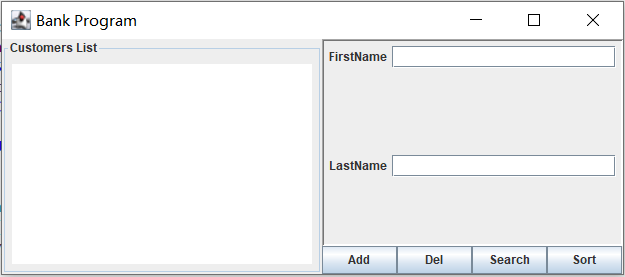 Bank Program
Customers List
FirstName
LastName
Add Del Search Sort